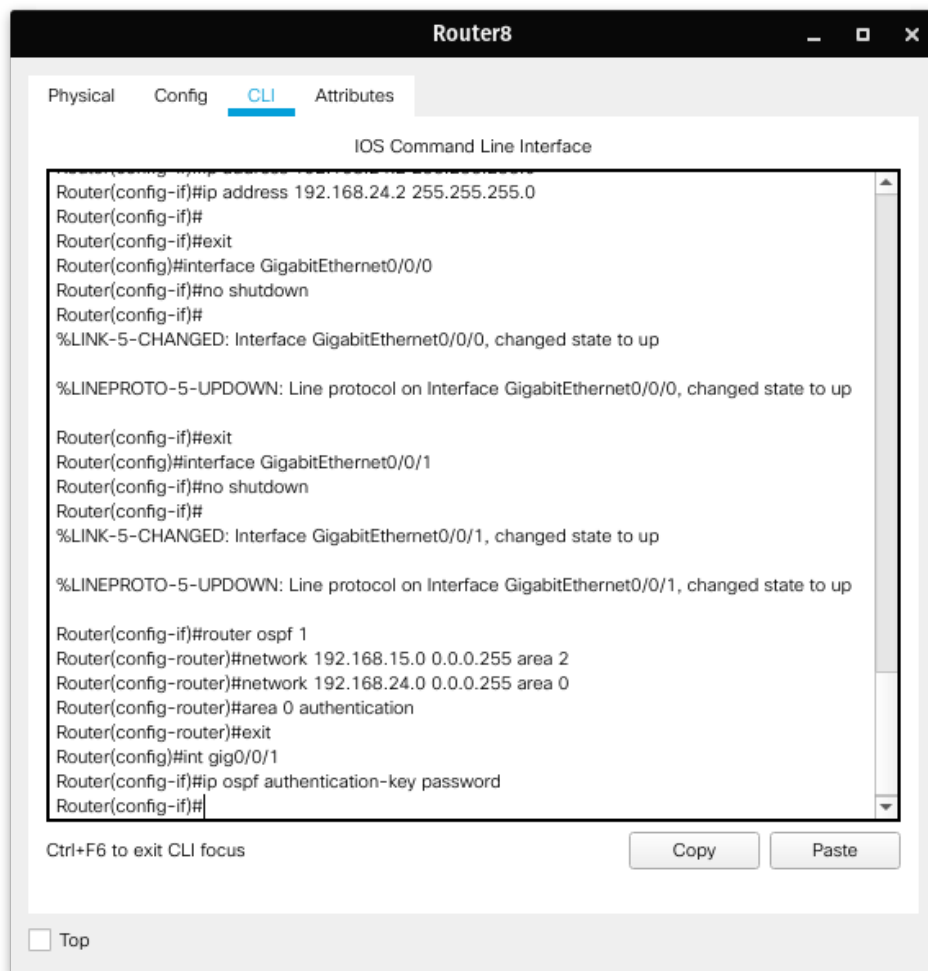 Router8
Physical Config CLI Attributes
IOS Command Line Interface
Router(config-if)#ip address 192.168.24.2 255.255.255.0
Router(config-if)#
Router(config-if)#exit
Router(config)#interface GigabitEthernet0/0/0
Router(config-if)#no shutdown
Router(config-if)#
%LINK-5-CHANGED: Interface GigabitEthernet0/0/0, changed state to up
%LINEPROTO-5-UPDOWN: Line protocol on Interface GigabitEthernet0/0/0, changed state to up
Router(config-if)#exit
Router(config)#interface GigabitEthernet0/0/1
Router(config-if)#no shutdown
Router(config-if)#
%LINK-5-CHANGED: Interface GigabitEthernet0/0/1, changed state to up
%LINEPROTO-5-UPDOWN: Line protocol on Interface GigabitEthernet0/0/1, changed state to up
Router(config-if)#router ospf 1
Router(config-router)#network 192.168.15.0 0.0.0.255 area 2
Router(config-router)#network 192.168.24.0 0.0.0.255 area 0
Router(config-router)#area 0 authentication
Router(config-router)#exit
Router(config)#int gig0/0/1
Router(config-if)#ip ospf authentication-key password
Router(config-if)#
Ctrl+F6 to exit CLI focus
Copy Paste
Top